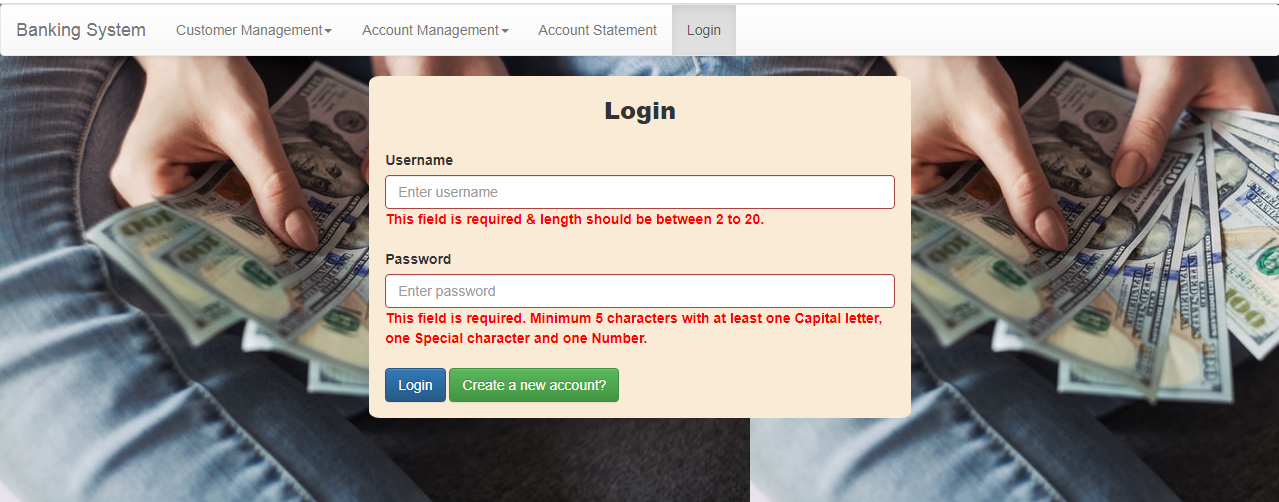 Banking System Customer Management Account Management Account Statement Login
Login
Username
Enter username
This field is required & length should be between 2 to 20.
Password
Enter password
This field is required. Minimum 5 characters with at least one Capital letter,
one Special character and one Number.
Login Create a new account?